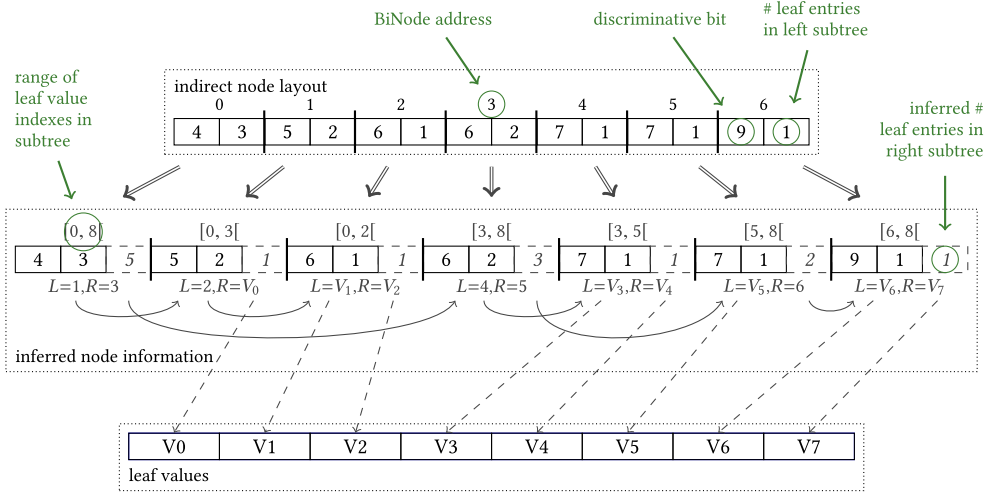 BiNode address
discriminative bit
# leaf entries
in left subtree
range of
leaf value
indexes in
subtree
inferred #
leaf entries in
right subtree
indirect node layout
0 1 2 3 4 5 6
4 3 5 2 6 1 6 2 7 1 7 1 9 1
[0, 8[ [0, 3[ [0, 2[ [3, 8[ [3, 5[ [5, 8[ [6, 8[
4 3 5 5 2 1 6 1 1 6 2 3 7 1 1 7 1 2 9 1 1
L=1,R=3 L=2,R=V₀ L=V₁,R=V₂ L=4,R=5 L=V₃,R=V₄ L=V₅,R=6 L=V₆,R=V₇
inferred node information
V0 V1 V2 V3 V4 V5 V6 V7
leaf values